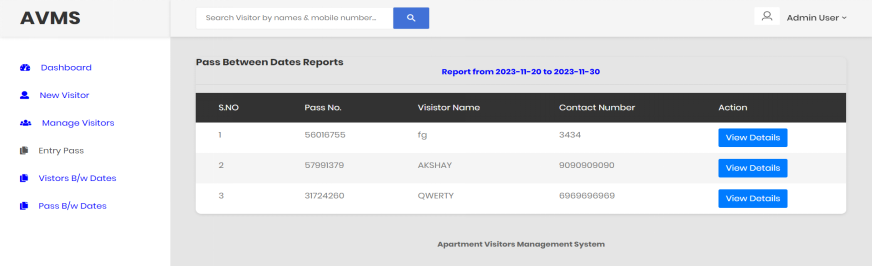 AVMS
Search Visitor by names & mobile number...
Admin User
Dashboard
New Visitor
Manage Visitors
Entry Pass
Vistors B/w Dates
Pass B/w Dates
Pass Between Dates Reports
Report from 2023-11-20 to 2023-11-30
S.NO Pass No. Visistor Name Contact Number Action
1 56016755 fg 3434 View Details
2 57991379 AKSHAY 9090909090 View Details
3 31724260 QWERTY 6969696969 View Details
Apartment Visitors Management System